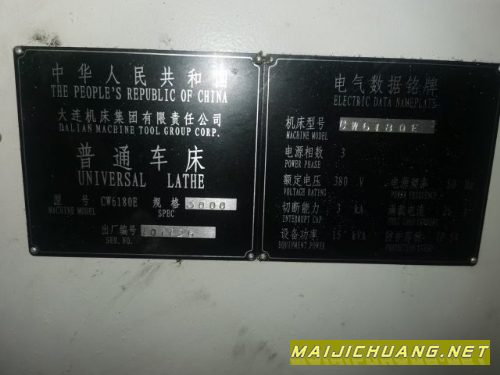 中华人民共和国
THE PEOPLE'S REPUBLIC OF CHINA
大连机床集团有限责任公司
DALIAN MACHINE TOOL GROUP CORP.
普通车床
UNIVERSAL LATHE
型号 CW6180E 规格
MACHINE MODEL SPEC
出厂编号
SER. NO.
电气数据铭牌
ELECTRIC DATA NAMEPLATE
机床型号 CW6180E
MACHINE MODEL
电源相数 3
POWER PHASE
额定电压 380 V
VOLTAGE RATING
切断能力 3 kA
INTERRUPT CAP
设备功率 15 kVA
EQUIPMENT POWER
MAIJICHUANG.NET